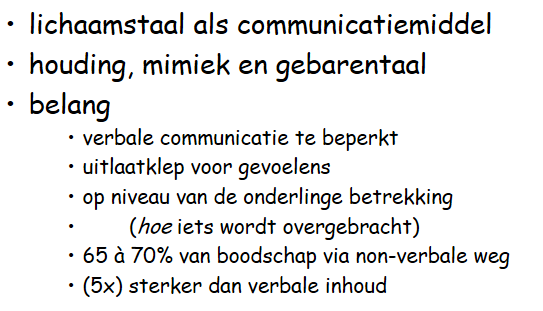 • lichaamstaal als communicatiemiddel
• houding, mimiek en gebarentaal
• belang
• verbale communicatie te beperkt
• uitlaatklep voor gevoelens
• op niveau van de onderlinge betrekking
• (hoe iets wordt overgebracht)
• 65 à 70% van boodschap via non-verbale weg
• (5x) sterker dan verbale inhoud